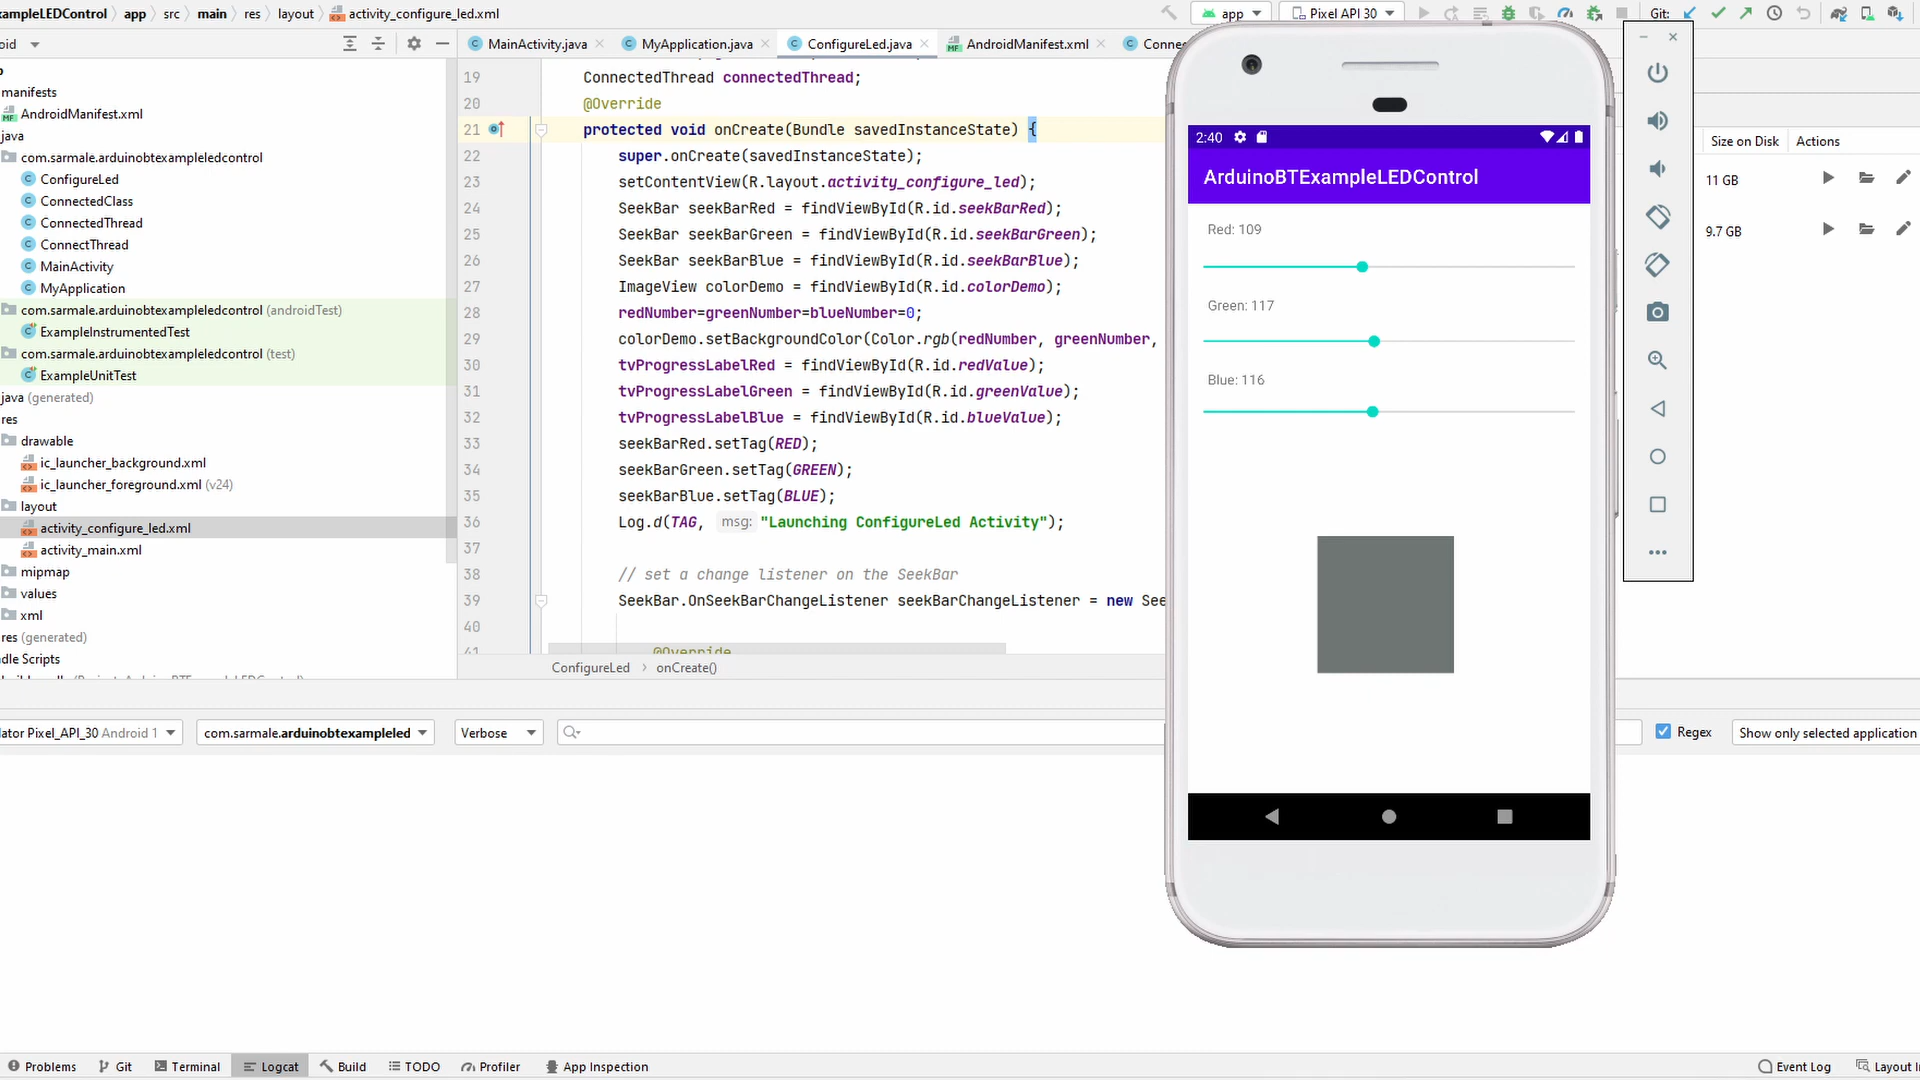 xampleLEDControl app src main res layout activity_configure_led.xml
app Pixel API 30 Git:
oid
MainActivity.java MyApplication.java ConfigureLed.java AndroidManifest.xml Connec
manifests
AndroidManifest.xml
java
com.sarmale.arduinobtexampleledcontrol
ConfigureLed
ConnectedClass
ConnectedThread
ConnectThread
MainActivity
MyApplication
com.sarmale.arduinobtexampleledcontrol (androidTest)
ExampleInstrumentedTest
com.sarmale.arduinobtexampleledcontrol (test)
ExampleUnitTest
java (generated)
res
drawable
ic_launcher_background.xml
ic_launcher_foreground.xml (v24)
layout
activity_configure_led.xml
activity_main.xml
mipmap
values
xml
res (generated)
dle Scripts
19 ConnectedThread connectedThread;
20 @Override
21 protected void onCreate(Bundle savedInstanceState) {
22 super.onCreate(savedInstanceState);
23 setContentView(R.layout.activity_configure_led);
24 SeekBar seekBarRed = findViewById(R.id.seekBarRed);
25 SeekBar seekBarGreen = findViewById(R.id.seekBarGreen);
26 SeekBar seekBarBlue = findViewById(R.id.seekBarBlue);
27 ImageView colorDemo = findViewById(R.id.colorDemo);
28 redNumber=greenNumber=blueNumber=0;
29 colorDemo.setBackgroundColor(Color.rgb(redNumber, greenNumber,
30 tvProgressLabelRed = findViewById(R.id.redValue);
31 tvProgressLabelGreen = findViewById(R.id.greenValue);
32 tvProgressLabelBlue = findViewById(R.id.blueValue);
33 seekBarRed.setTag(RED);
34 seekBarGreen.setTag(GREEN);
35 seekBarBlue.setTag(BLUE);
36 Log.d(TAG, msg: "Launching ConfigureLed Activity");
37
38 // set a change listener on the SeekBar
39 SeekBar.OnSeekBarChangeListener seekBarChangeListener = new See
40
41 @Override
ConfigureLed onCreate()
2:40
ArduinoBTExampleLEDControl
Red: 109
Green: 117
Blue: 116
Size on Disk Actions
11 GB
9.7 GB
ator Pixel_API_30 Android 1 com.sarmale.arduinobtexampleled Verbose Regex Show only selected application
Problems Git Terminal Logcat Build TODO Profiler App Inspection Event Log Layout In